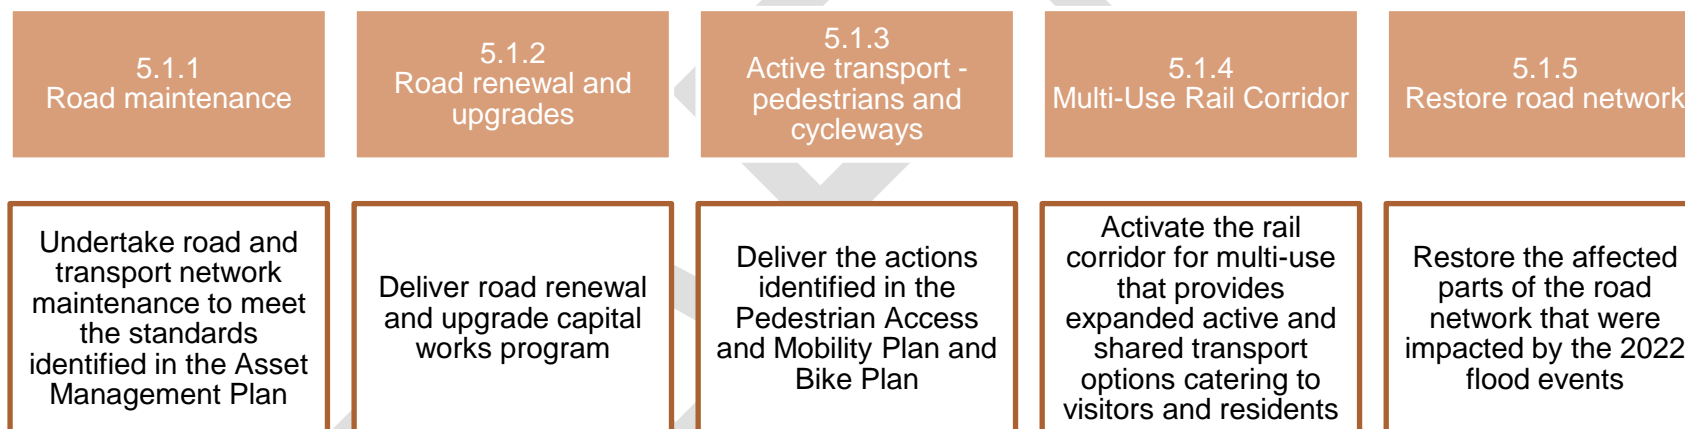 5.1.1
Road maintenance
5.1.2
Road renewal and
upgrades
5.1.3
Active transport -
pedestrians and
cycleways
5.1.4
Multi-Use Rail Corridor
5.1.5
Restore road network
Undertake road and
transport network
maintenance to meet
the standards
identified in the Asset
Management Plan
Deliver road renewal
and upgrade capital
works program
Deliver the actions
identified in the
Pedestrian Access
and Mobility Plan and
Bike Plan
Activate the rail
corridor for multi-use
that provides
expanded active and
shared transport
options catering to
visitors and residents
Restore the affected
parts of the road
network that were
impacted by the 2022
flood events